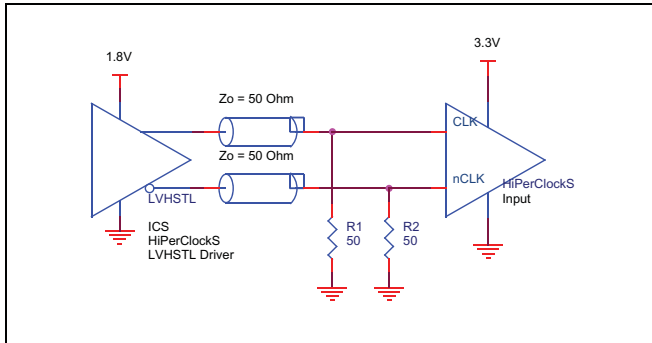 1.8V
3.3V
Zo = 50 Ohm
CLK
Zo = 50 Ohm
nCLK
HiPerClockS
Input
LVHSTL
ICS
HiPerClockS
LVHSTL Driver
R1
50
R2
50